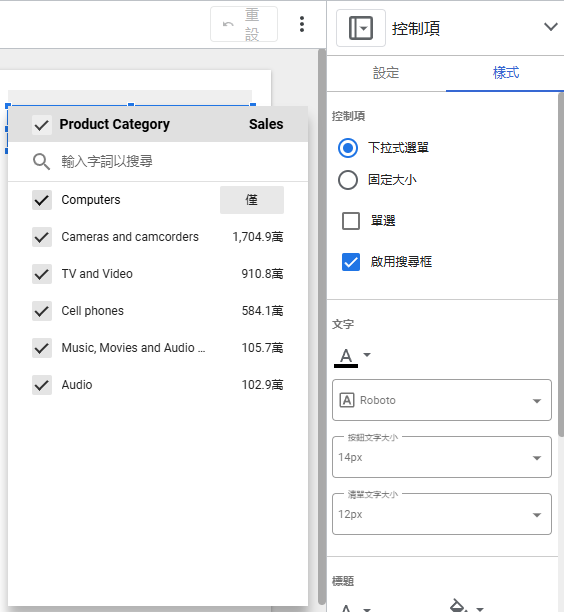 重設
控制項
設定
樣式
Product Category Sales
輸入字詞以搜尋
Computers 僅
Cameras and camcorders 1,704.9萬
TV and Video 910.8萬
Cell phones 584.1萬
Music, Movies and Audio ... 105.7萬
Audio 102.9萬
控制項
下拉式選單
固定大小
單選
啟用搜尋框
文字
A
A Roboto
按鈕文字大小
14px
清單文字大小
12px
標題
A